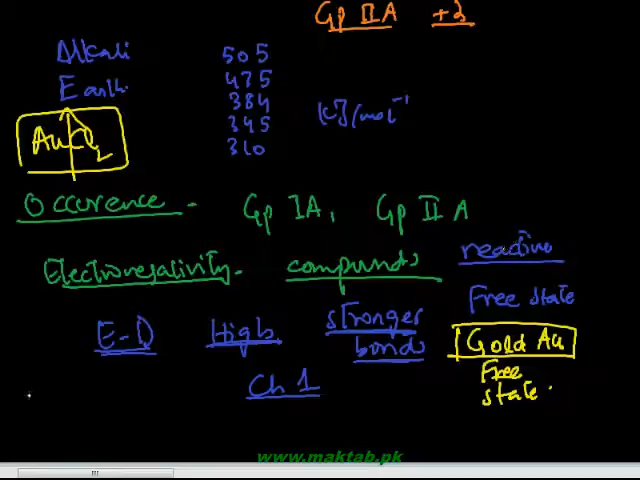 Gp IIA +2
Alkali 505
Earth 475
384
345 KJ/mol⁻¹
310
AuCl2
Occurence - Gp IA, Gp II A
Electronegativity - compounds
reactive
Free state
E-D High stronger bonds
Gold Au
Free state.
Ch 1
www.maktab.pk